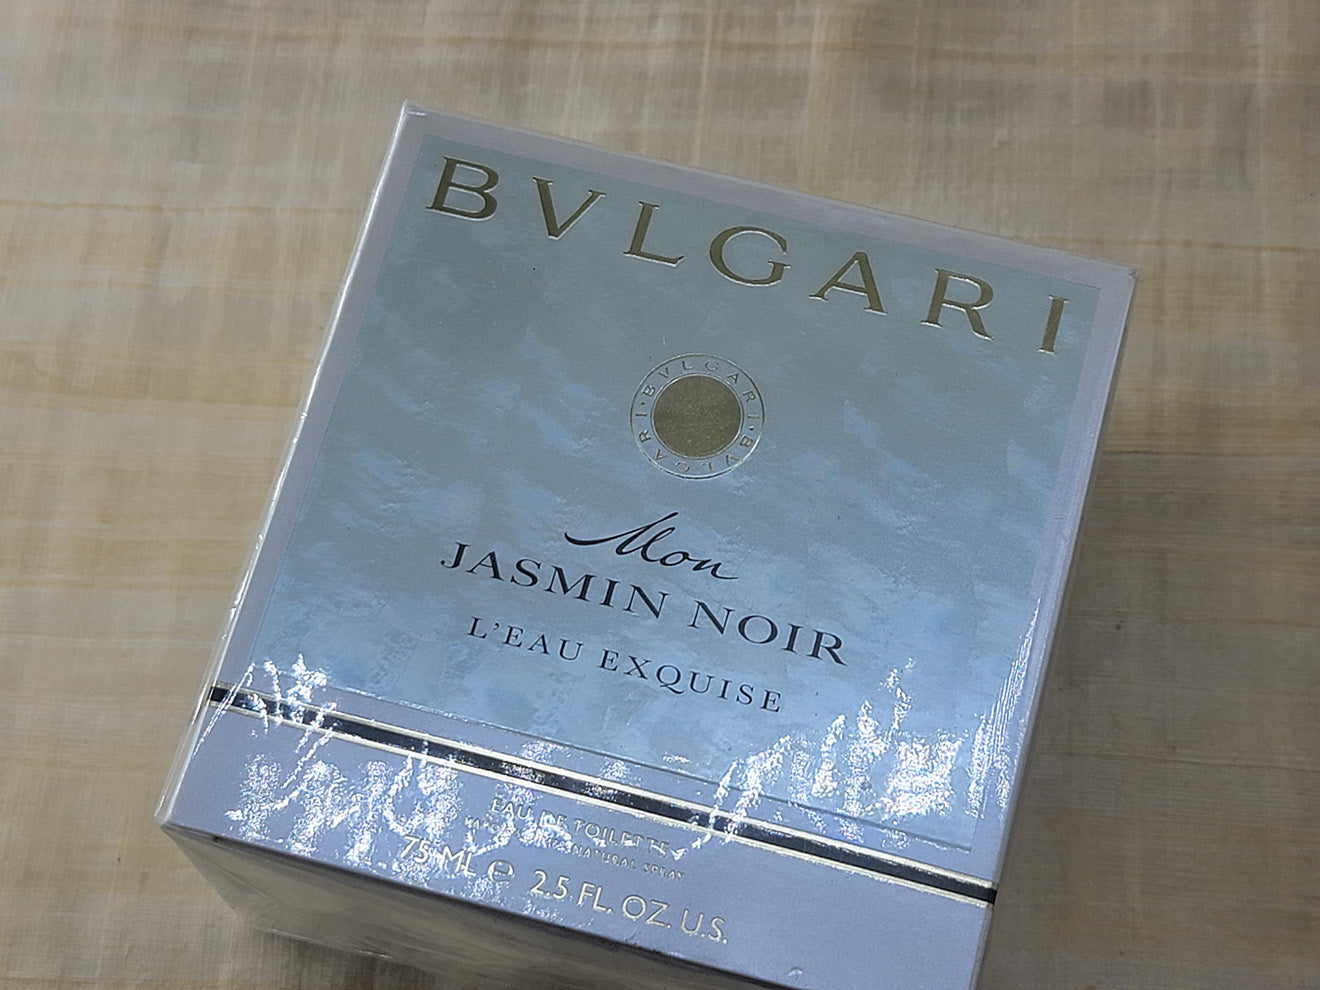 BVLGARI
BVLGARI · BVLGARI ·
Mon
JASMIN NOIR
L'EAU EXQUISE
EAU DE TOILETTE
NATURAL SPRAY
75 ML ℮ 2.5 FL. OZ. U.S.